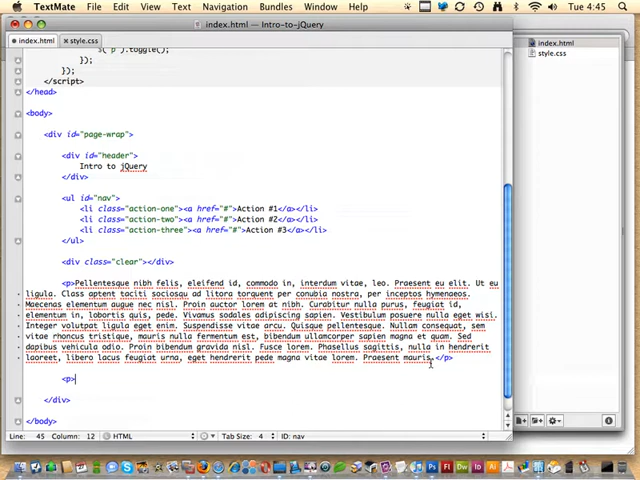 TextMate File Edit View Text Navigation Bundles Window Help Tue 4:45
index.html — Intro-to-jQuery
index.html style.css
index.html
style.css
$("p").toggle();
});
});
</script>
</head>
<body>
<div id="page-wrap">
<div id="header">
Intro to jQuery
</div>
<ul id="nav">
<li class="action-one"><a href="#">Action #1</a></li>
<li class="action-two"><a href="#">Action #2</a></li>
<li class="action-three"><a href="#">Action #3</a></li>
</ul>
<div class="clear"></div>
<p>Pellentesque nibh felis, eleifend id, commodo in, interdum vitae, leo. Praesent eu elit. Ut eu
ligula. Class aptent taciti sociosqu ad litora torquent per conubia nostra, per inceptos hymenaeos.
Maecenas elementum augue nec nisl. Proin auctor lorem at nibh. Curabitur nulla purus, feugiat id,
elementum in, lobortis quis, pede. Vivamus sodales adipiscing sapien. Vestibulum posuere nulla eget wisi.
Integer volutpat ligula eget enim. Suspendisse vitae arcu. Quisque pellentesque. Nullam consequat, sem
vitae rhoncus tristique, mauris nulla fermentum est, bibendum ullamcorper sapien magna et quam. Sed
dapibus vehicula odio. Proin bibendum gravida nisl. Fusce lorem. Phasellus sagittis, nulla in hendrerit
laoreet, libero lacus feugiat urna, eget hendrerit pede magna vitae lorem. Praesent mauris.</p>
<p>
</div>
</body>
Line: 45 Column: 12 HTML Tab Size: 4 ID: nav